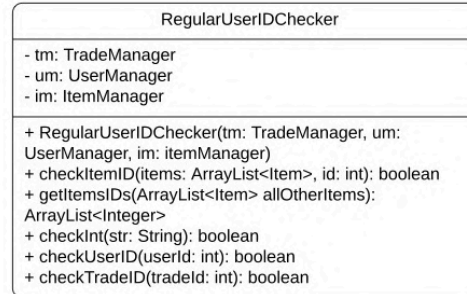 RegularUserIDChecker
- tm: TradeManager
- um: UserManager
- im: ItemManager
+ RegularUserIDChecker(tm: TradeManager, um:
UserManager, im: itemManager)
+ checkItemID(items: ArrayList<Item>, id: int): boolean
+ getItemsIDs(ArrayList<Item> allOtherItems):
ArrayList<Integer>
+ checkInt(str: String): boolean
+ checkUserID(userId: int): boolean
+ checkTradeID(tradeId: int): boolean